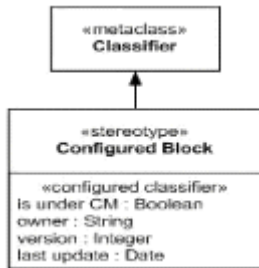 «metaclass»
Classifier
«stereotype»
Configured Block
«configured classifier»
is under CM : Boolean
owner : String
version : Integer
last update : Date